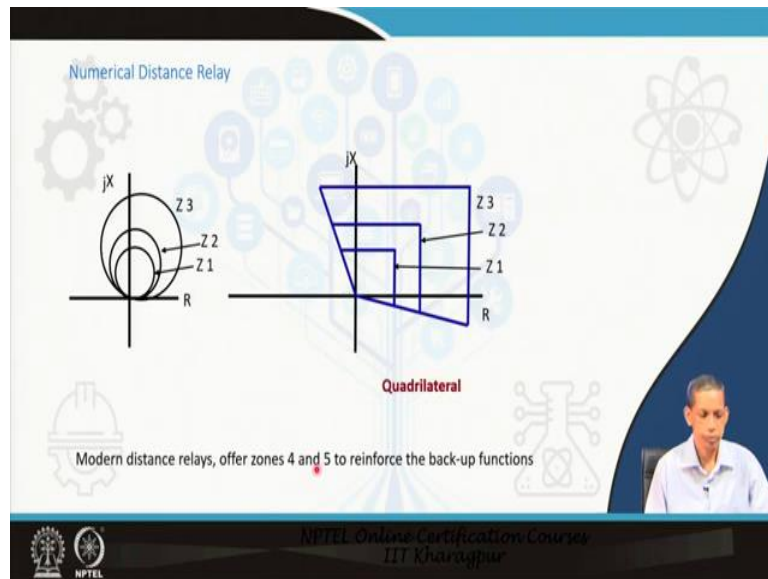 Numerical Distance Relay
jX
Z 3
Z 2
Z 1
R
jX
Z 3
Z 2
Z 1
R
Quadrilateral
Modern distance relays, offer zones 4 and 5 to reinforce the back-up functions
NPTEL Online Certification Courses
IIT Kharagpur
NPTEL